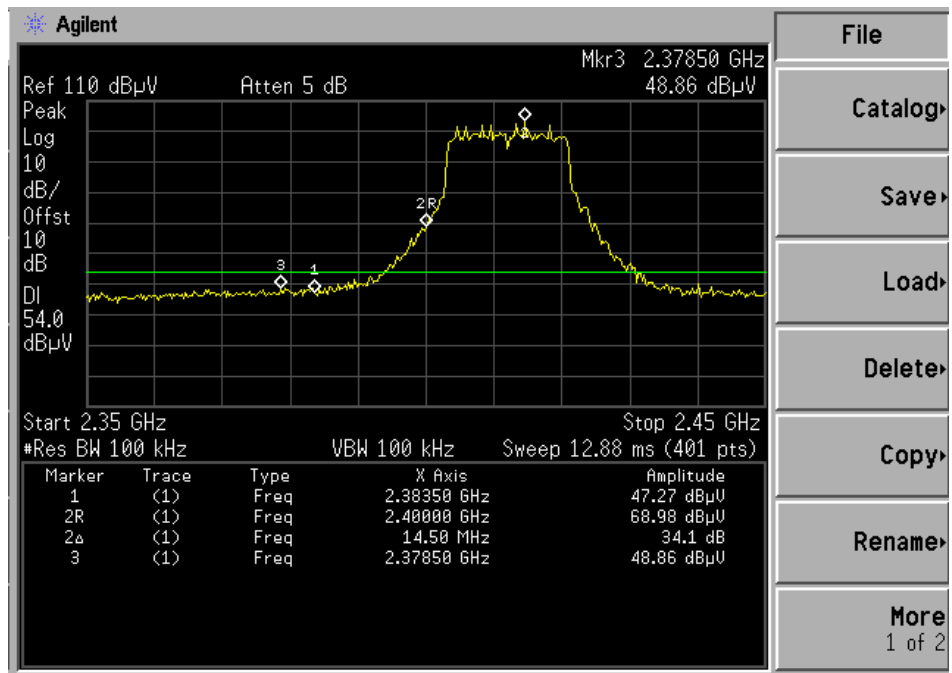 Agilent
File
Mkr3 2.37850 GHz
Ref 110 dBµV Atten 5 dB 48.86 dBµV
Peak
Log
10
dB/
Offst
10
dB
DI
54.0
dBµV
2R
3
1
Start 2.35 GHz Stop 2.45 GHz
#Res BW 100 kHz VBW 100 kHz Sweep 12.88 ms (401 pts)
Marker Trace Type X Axis Amplitude
1 (1) Freq 2.38350 GHz 47.27 dBµV
2R (1) Freq 2.40000 GHz 68.98 dBµV
2∆ (1) Freq 14.50 MHz 34.1 dB
3 (1) Freq 2.37850 GHz 48.86 dBµV
Catalog
Save
Load
Delete
Copy
Rename
More
1 of 2